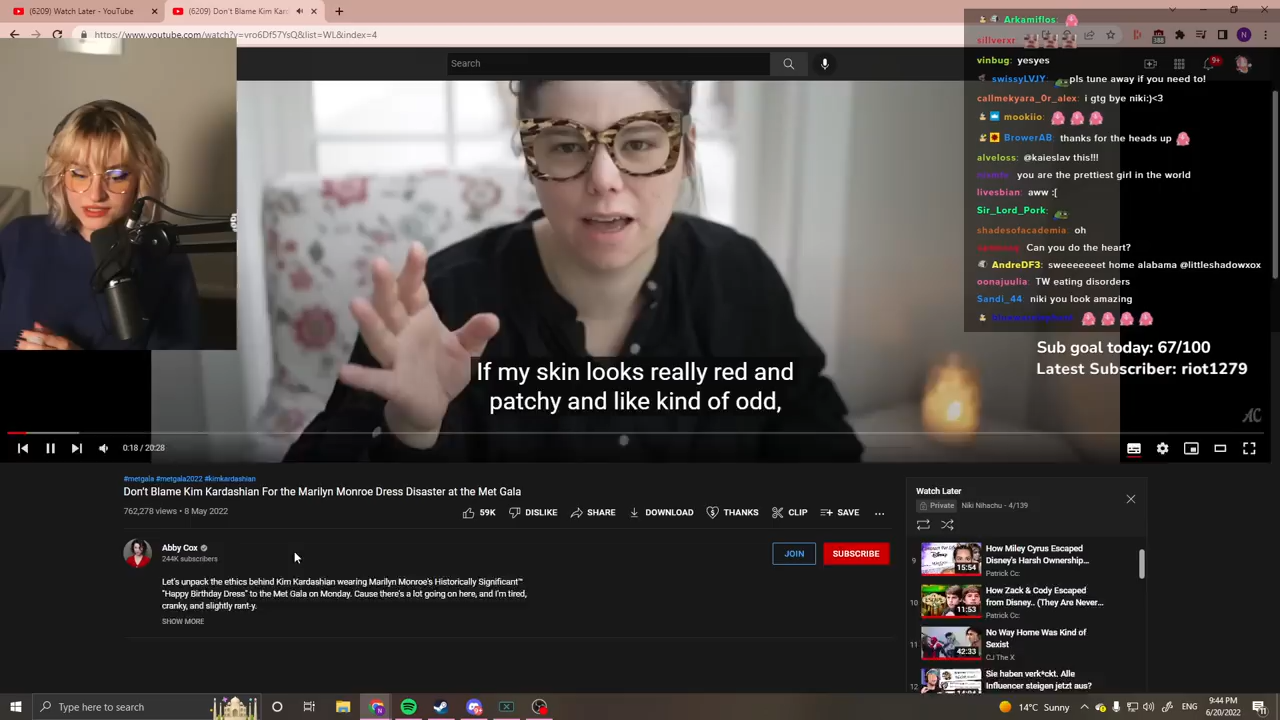 (6209) Watch Later - YouTube
(6209) Don't Blame Kim Kard
https://www.youtube.com/watch?v=vro6Df57YsQ&list=WL&index=4
Search
9+
Arkamiflos:
sillverxr
vinbug: yesyes
swissyLVJY: pls tune away if you need to!
callmekyara_0r_alex: i gtg bye niki:)<3
mookiio:
BrowerAB: thanks for the heads up
alveloss: @kaieslav this!!!
you are the prettiest girl in the world
livesbian: aww :[
Sir_Lord_Pork:
shadesofacademia: oh
Can you do the heart?
AndreDF3: sweeeeeeet home alabama @littleshadowxox
oonajuulia: TW eating disorders
Sandi_44: niki you look amazing
Sub goal today: 67/100
Latest Subscriber: riot1279
If my skin looks really red and
patchy and like kind of odd,
AC
0:18 / 20:28
#metgala #metgala2022 #kimkardashian
Don't Blame Kim Kardashian For the Marilyn Monroe Dress Disaster at the Met Gala
762,278 views • 8 May 2022
59K
DISLIKE
SHARE
DOWNLOAD
THANKS
CLIP
SAVE
Abby Cox
244K subscribers
JOIN
SUBSCRIBE
Let's unpack the ethics behind Kim Kardashian wearing Marilyn Monroe's Historically Significant™
"Happy Birthday Dress" to the Met Gala on Monday. Cause there's a lot going on here, and I'm tired,
cranky, and slightly rant-y.
SHOW MORE
Watch Later
Private Niki Nihachu - 4/139
9
15:54
How Miley Cyrus Escaped
Disney's Harsh Ownership...
Patrick Cc:
10
11:53
How Zack & Cody Escaped
from Disney.. (They Are Never...
Patrick Cc:
11
42:33
No Way Home Was Kind of
Sexist
CJ The X
12
14:04
Sie haben verk*ckt. Alle
Influencer steigen jetzt aus?
Type here to search
14°C Sunny
9:44 PM
6/20/2022